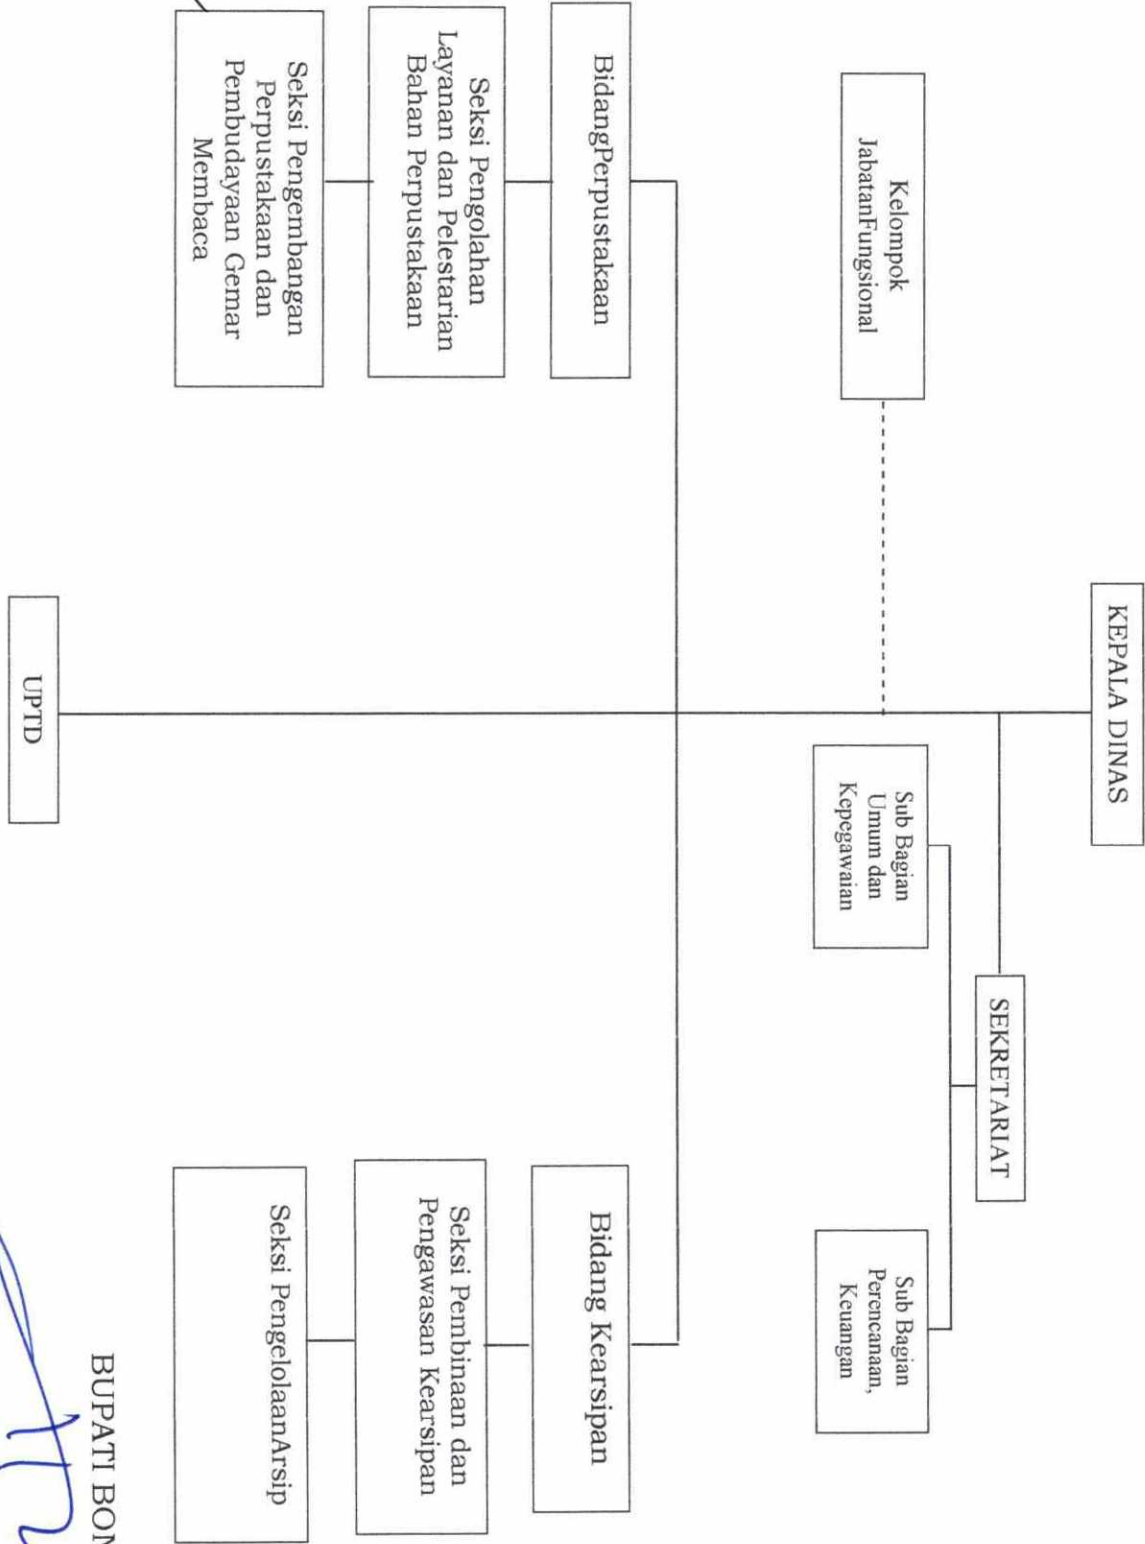 KEPALA DINAS
SEKRETARIAT
Kelompok
JabatanFungsional
Sub Bagian
Umum dan
Kepegawaian
Sub Bagian
Perencanaan,
Keuangan
BidangPerpustakaan
Seksi Pengolahan
Layanan dan Pelestarian
Bahan Perpustakaan
Seksi Pengembangan
Perpustakaan dan
Pembudayaan Gemar
Membaca
Bidang Kearsipan
Seksi Pembinaan dan
Pengawasan Kearsipan
Seksi PengelolaanArsip
UPTD
BUPATI